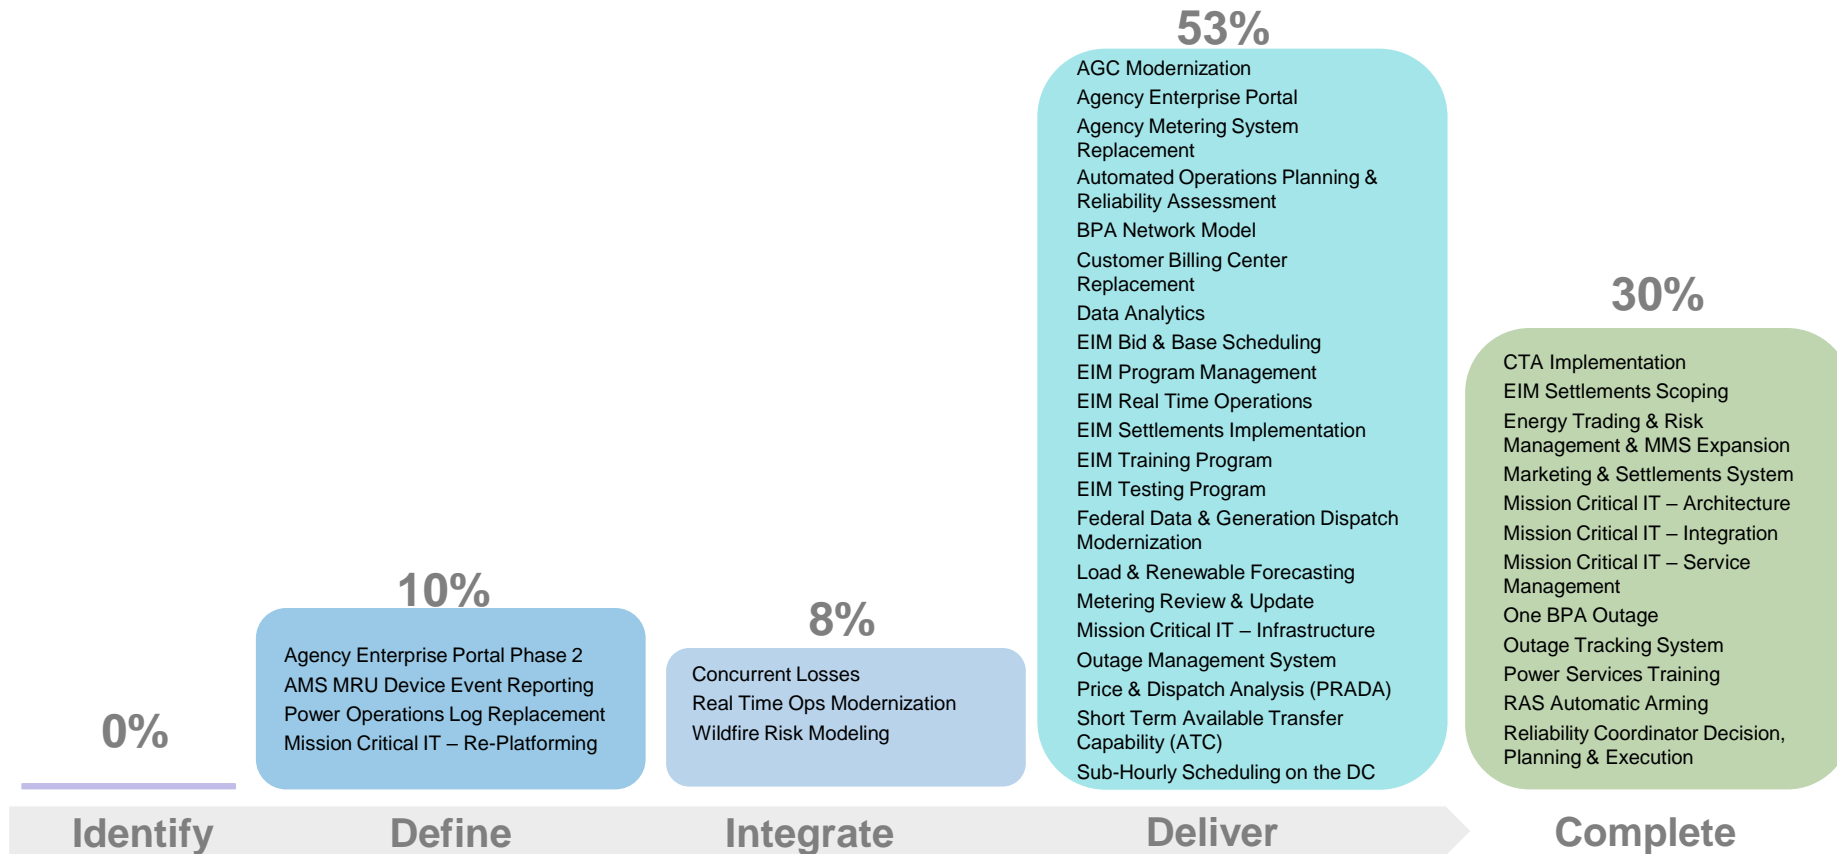 0%
Identify
10%
Agency Enterprise Portal Phase 2
AMS MRU Device Event Reporting
Power Operations Log Replacement
Mission Critical IT – Re-Platforming
Define
8%
Concurrent Losses
Real Time Ops Modernization
Wildfire Risk Modeling
Integrate
53%
AGC Modernization
Agency Enterprise Portal
Agency Metering System
Replacement
Automated Operations Planning &
Reliability Assessment
BPA Network Model
Customer Billing Center
Replacement
Data Analytics
EIM Bid & Base Scheduling
EIM Program Management
EIM Real Time Operations
EIM Settlements Implementation
EIM Training Program
EIM Testing Program
Federal Data & Generation Dispatch
Modernization
Load & Renewable Forecasting
Metering Review & Update
Mission Critical IT – Infrastructure
Outage Management System
Price & Dispatch Analysis (PRADA)
Short Term Available Transfer
Capability (ATC)
Sub-Hourly Scheduling on the DC
Deliver
30%
CTA Implementation
EIM Settlements Scoping
Energy Trading & Risk
Management & MMS Expansion
Marketing & Settlements System
Mission Critical IT – Architecture
Mission Critical IT – Integration
Mission Critical IT – Service
Management
One BPA Outage
Outage Tracking System
Power Services Training
RAS Automatic Arming
Reliability Coordinator Decision,
Planning & Execution
Complete